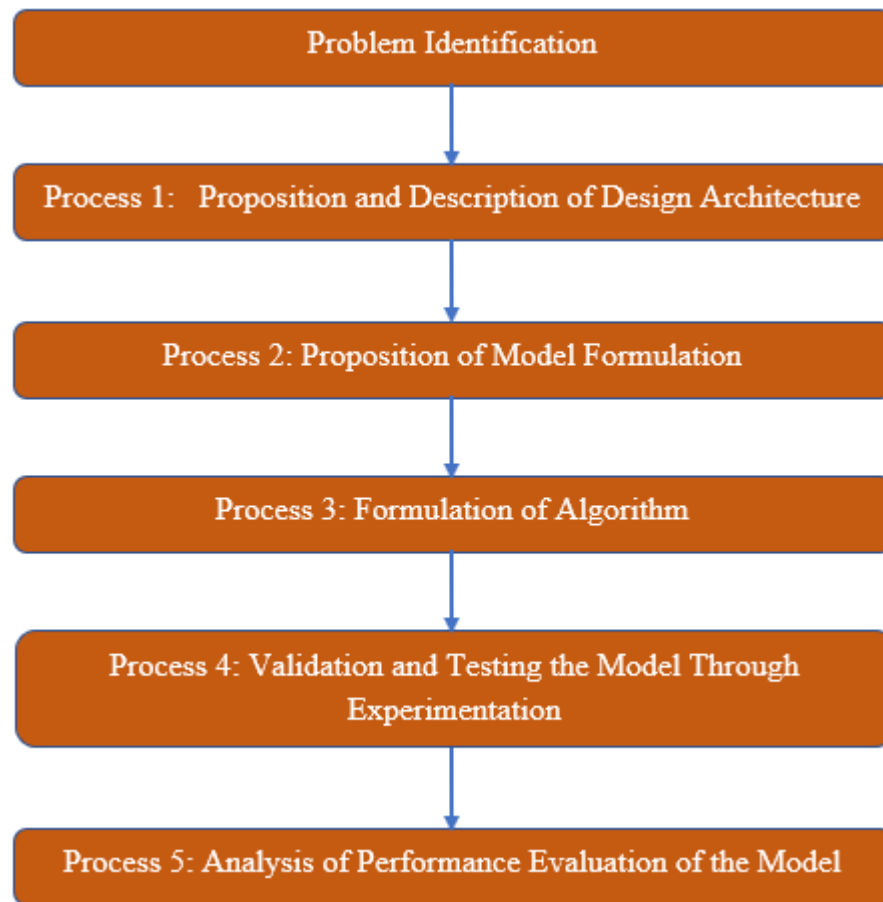 Problem Identification
Process 1:   Proposition and Description of Design Architecture
Process 2: Proposition of Model Formulation
Process 3: Formulation of Algorithm
Process 4: Validation and Testing the Model Through
Experimentation
Process 5: Analysis of Performance Evaluation of the Model